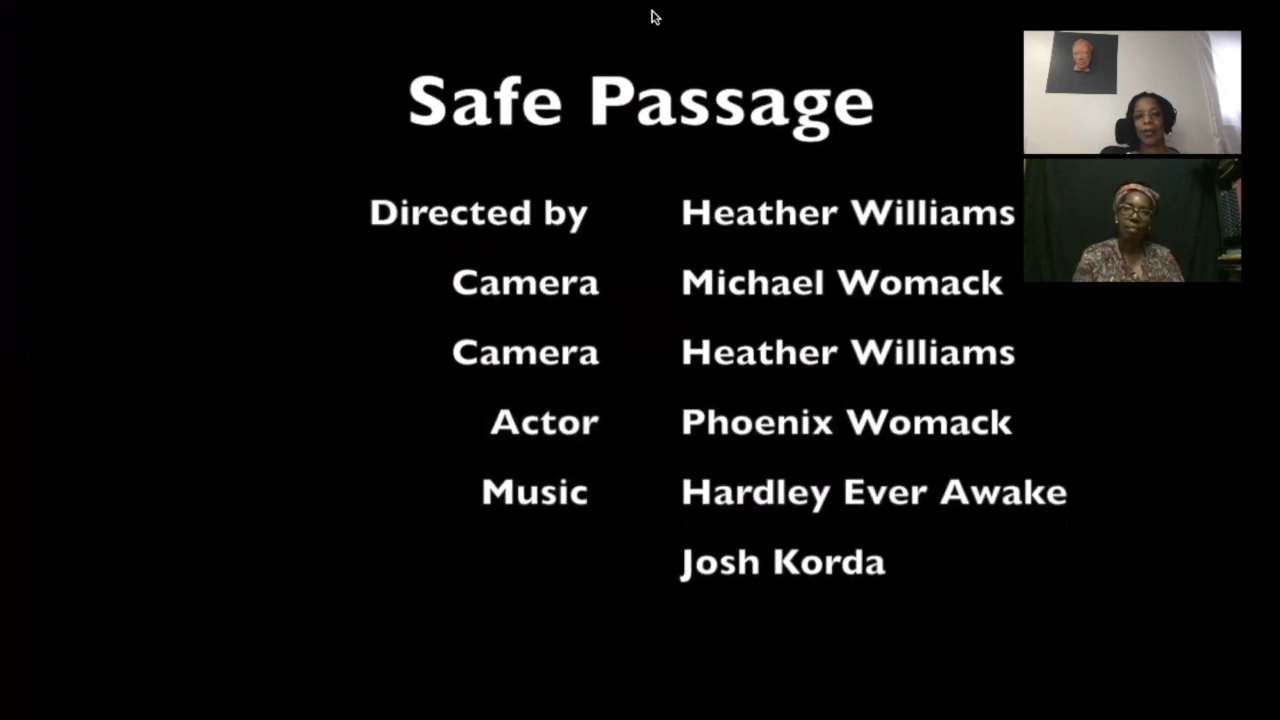 Safe Passage
Directed by Heather Williams
Camera Michael Womack
Camera Heather Williams
Actor Phoenix Womack
Music Hardley Ever Awake
Josh Korda